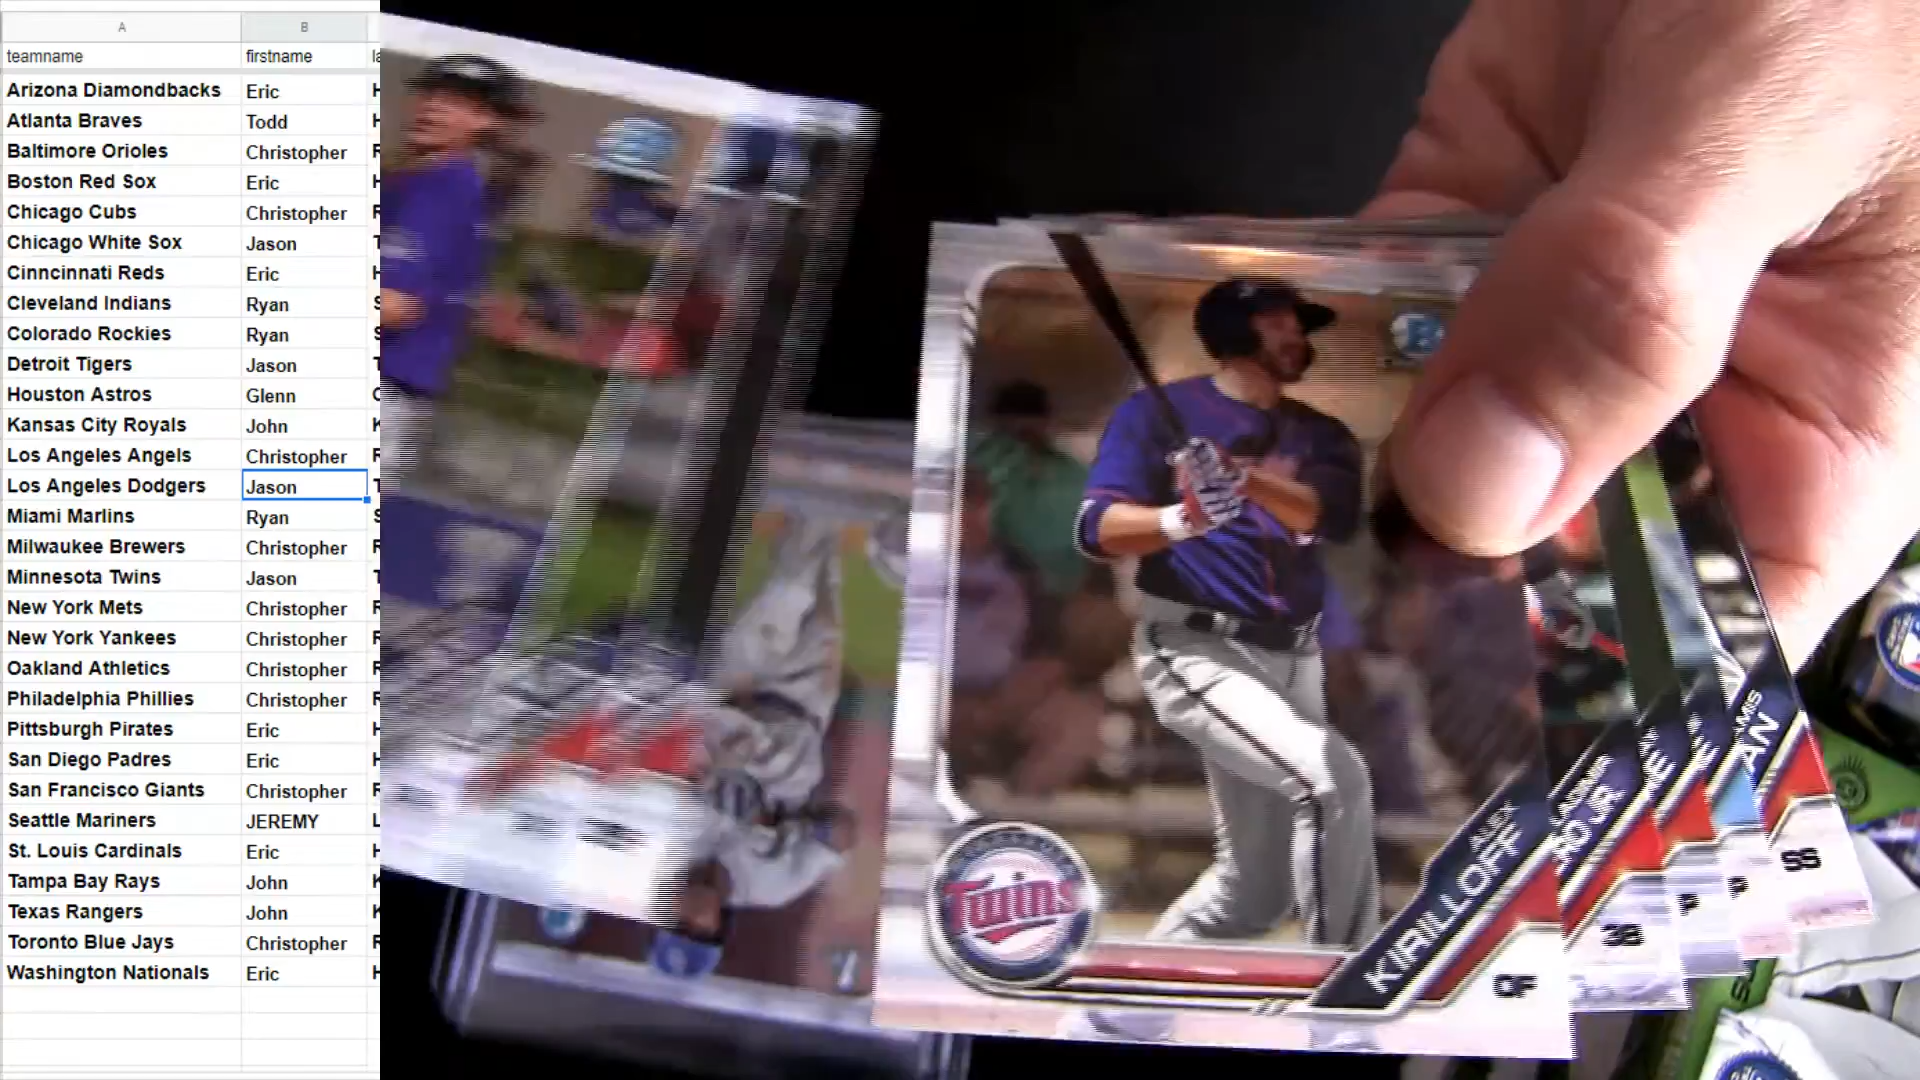 A B
teamname firstname
Arizona Diamondbacks Eric H
Atlanta Braves Todd H
Baltimore Orioles Christopher R
Boston Red Sox Eric H
Chicago Cubs Christopher R
Chicago White Sox Jason T
Cinncinnati Reds Eric H
Cleveland Indians Ryan S
Colorado Rockies Ryan S
Detroit Tigers Jason T
Houston Astros Glenn
Kansas City Royals John K
Los Angeles Angels Christopher R
Los Angeles Dodgers Jason T
Miami Marlins Ryan S
Milwaukee Brewers Christopher R
Minnesota Twins Jason T
New York Mets Christopher R
New York Yankees Christopher R
Oakland Athletics Christopher R
Philadelphia Phillies Christopher R
Pittsburgh Pirates Eric H
San Diego Padres Eric H
San Francisco Giants Christopher R
Seattle Mariners JEREMY L
St. Louis Cardinals Eric H
Tampa Bay Rays John K
Texas Rangers John K
Toronto Blue Jays Christopher R
Washington Nationals Eric H
B
Twins
ALEX
KIRILLOFF
OF
JR
3B
P
P
AN
SS